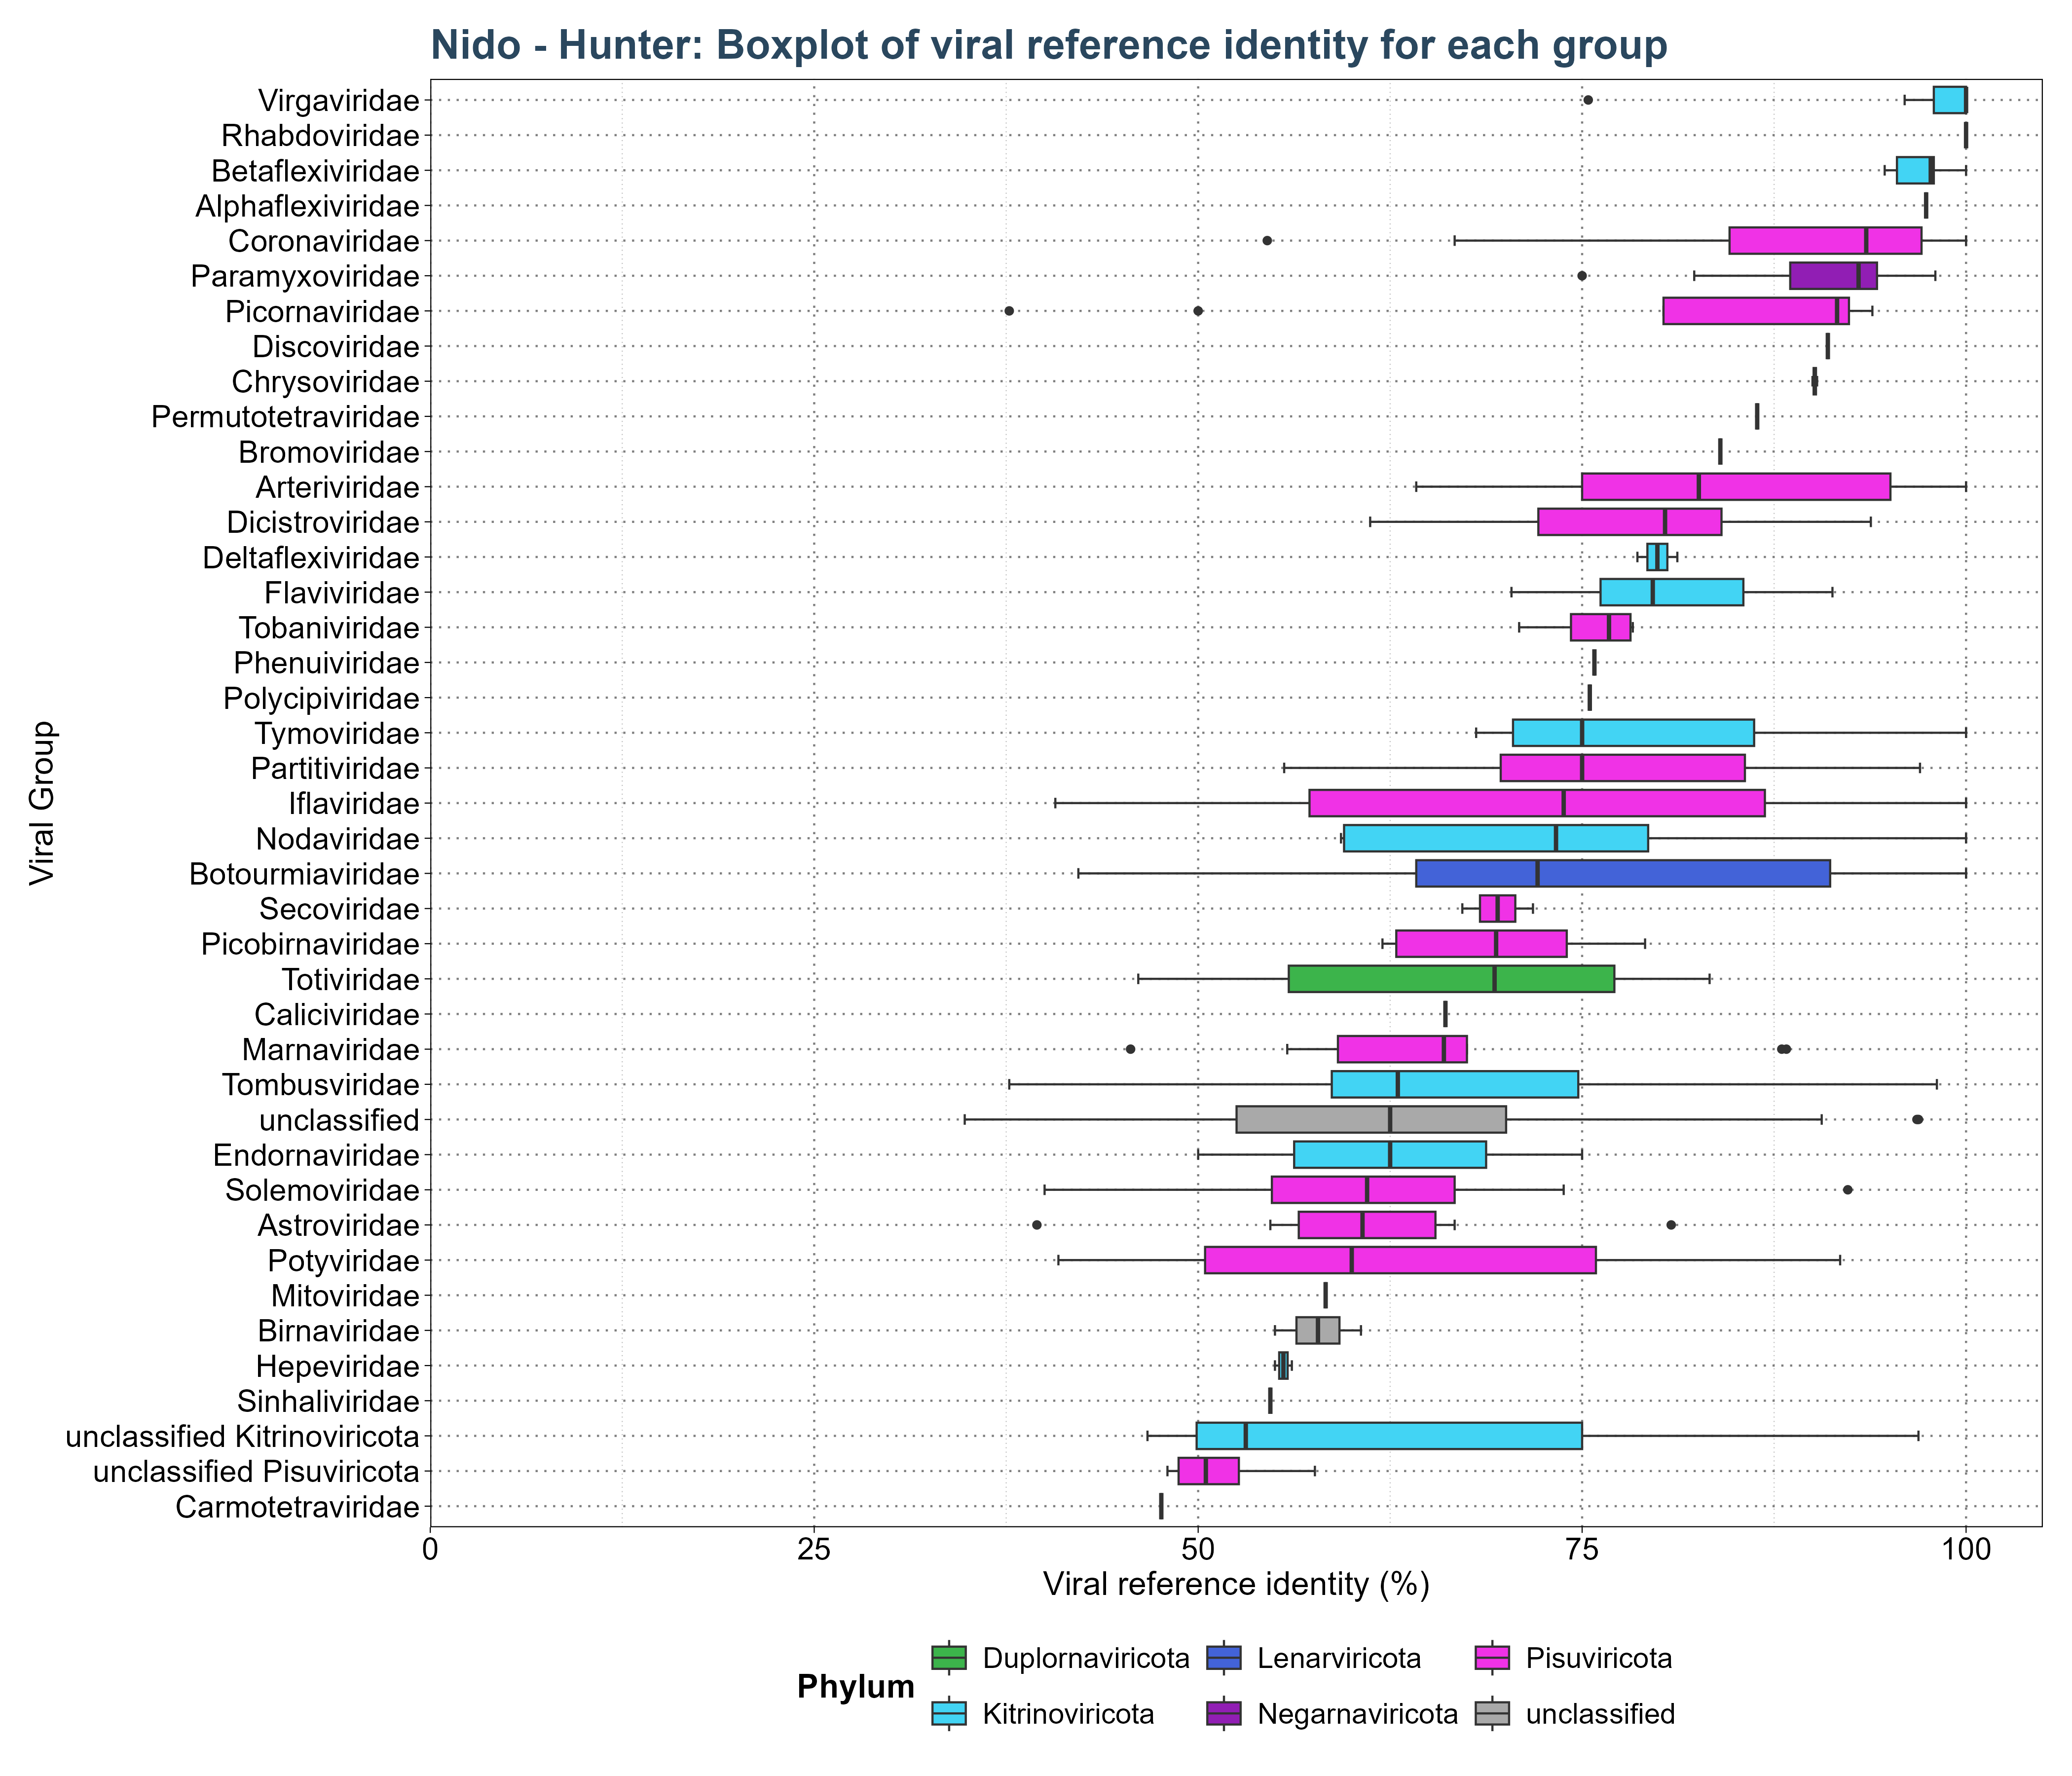 Nido - Hunter: Boxplot of viral reference identity for each group
Viral Group
Virgaviridae
Rhabdoviridae
Betaflexiviridae
Alphaflexiviridae
Coronaviridae
Paramyxoviridae
Picornaviridae
Discoviridae
Chrysoviridae
Permutotetraviridae
Bromoviridae
Arteriviridae
Dicistroviridae
Deltaflexiviridae
Flaviviridae
Tobaniviridae
Phenuiviridae
Polycipiviridae
Tymoviridae
Partitiviridae
Iflaviridae
Nodaviridae
Botourmiaviridae
Secoviridae
Picobirnaviridae
Totiviridae
Caliciviridae
Marnaviridae
Tombusviridae
unclassified
Endornaviridae
Solemoviridae
Astroviridae
Potyviridae
Mitoviridae
Birnaviridae
Hepeviridae
Sinhaliviridae
unclassified Kitrinoviricota
unclassified Pisuviricota
Carmotetraviridae
0 25 50 75 100
Viral reference identity (%)
Phylum
Duplornaviricota Lenarviricota Pisuviricota
Kitrinoviricota Negarnaviricota unclassified